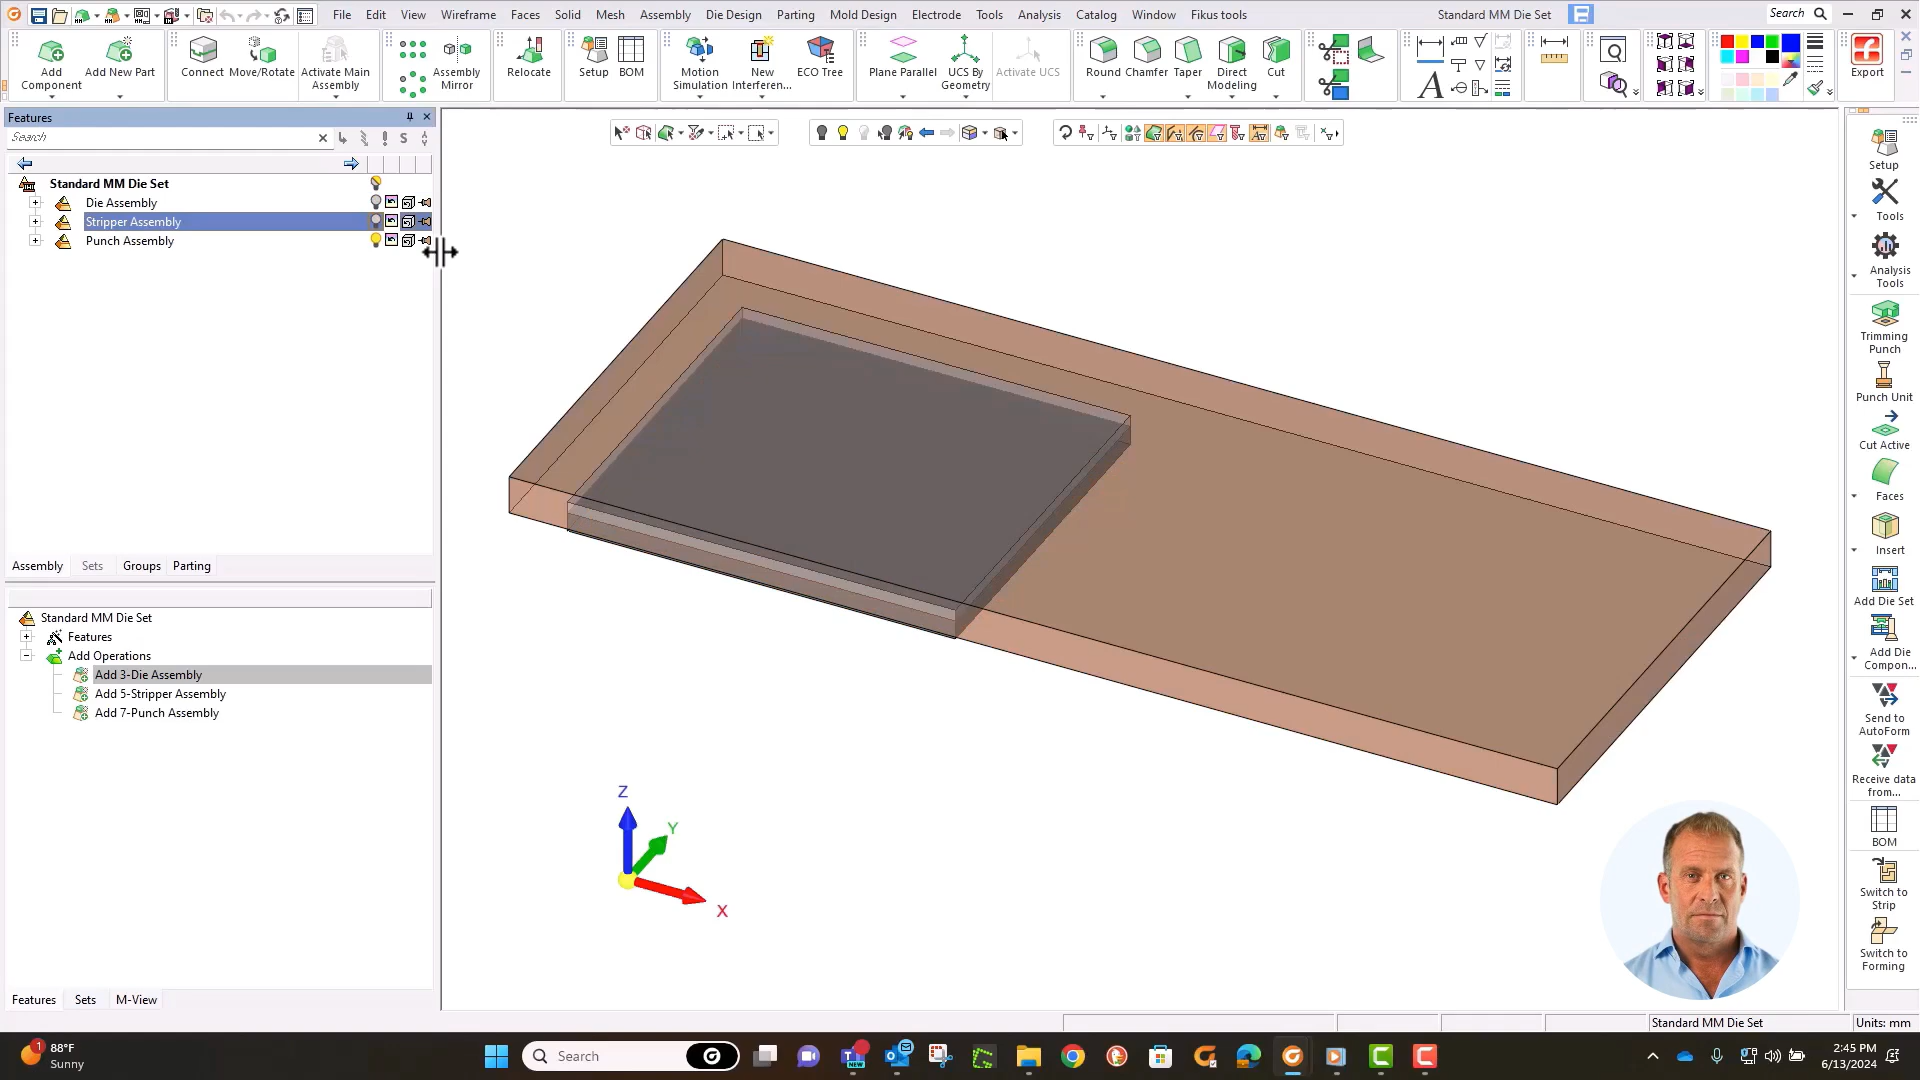 File Edit View Wireframe Faces Solid Mesh Assembly Die Design Parting Mold Design Electrode Tools Analysis Catalog Window Fikus tools
Standard MM Die Set
Search
Add Component
Add New Part
Connect
Move/Rotate
Activate Main Assembly
Assembly Mirror
Relocate
Setup
BOM
Motion Simulation
New Interferen...
ECO Tree
Plane Parallel
UCS By Geometry
Activate UCS
Round
Chamfer
Taper
Direct Modeling
Cut
Export
Features
Search
S
Standard MM Die Set
Die Assembly
Stripper Assembly
Punch Assembly
Assembly Sets Groups Parting
Standard MM Die Set
Features
Add Operations
Add 3-Die Assembly
Add 5-Stripper Assembly
Add 7-Punch Assembly
Features Sets M-View
Z
Y
X
Setup
Tools
Analysis
Tools
Trimming
Punch
Punch Unit
Cut Active
Faces
Insert
Add Die Set
Add Die
Compon...
Send to
AutoForm
Receive data
from...
BOM
Switch to
Strip
Switch to
Forming
Standard MM Die Set
Units: mm
1
88°F
Sunny
Search
NEW
2:45 PM
6/13/2024